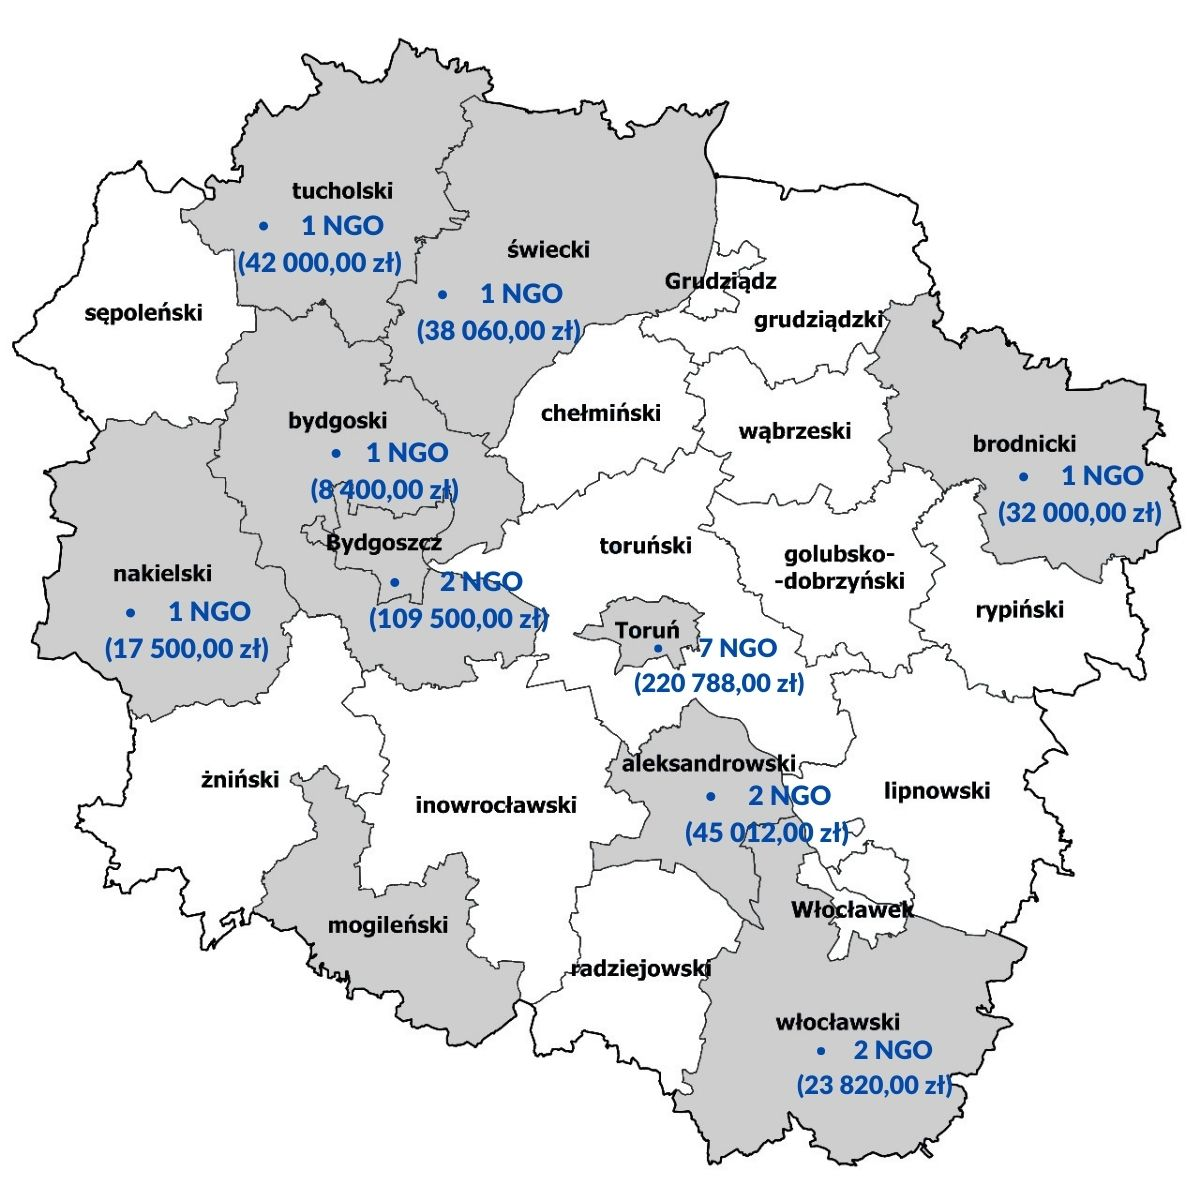 tucholski
• 1 NGO
(42 000,00 zł)
świecki
• 1 NGO
(38 060,00 zł)
Grudziądz
grudziądzki
sępoleński
chełmiński
wąbrzeski
bydgoski
• 1 NGO
(8 400,00 zł)
brodnicki
• 1 NGO
(32 000,00 zł)
Bydgoszcz
• 2 NGO
(109 500,00 zł)
toruński
golubsko-
-dobrzyński
rypiński
nakielski
• 1 NGO
(17 500,00 zł)
Toruń
• 7 NGO
(220 788,00 zł)
żniński
inowrocławski
aleksandrowski
• 2 NGO
(45 012,00 zł)
lipnowski
mogileński
Włocławek
radziejowski
włocławski
• 2 NGO
(23 820,00 zł)